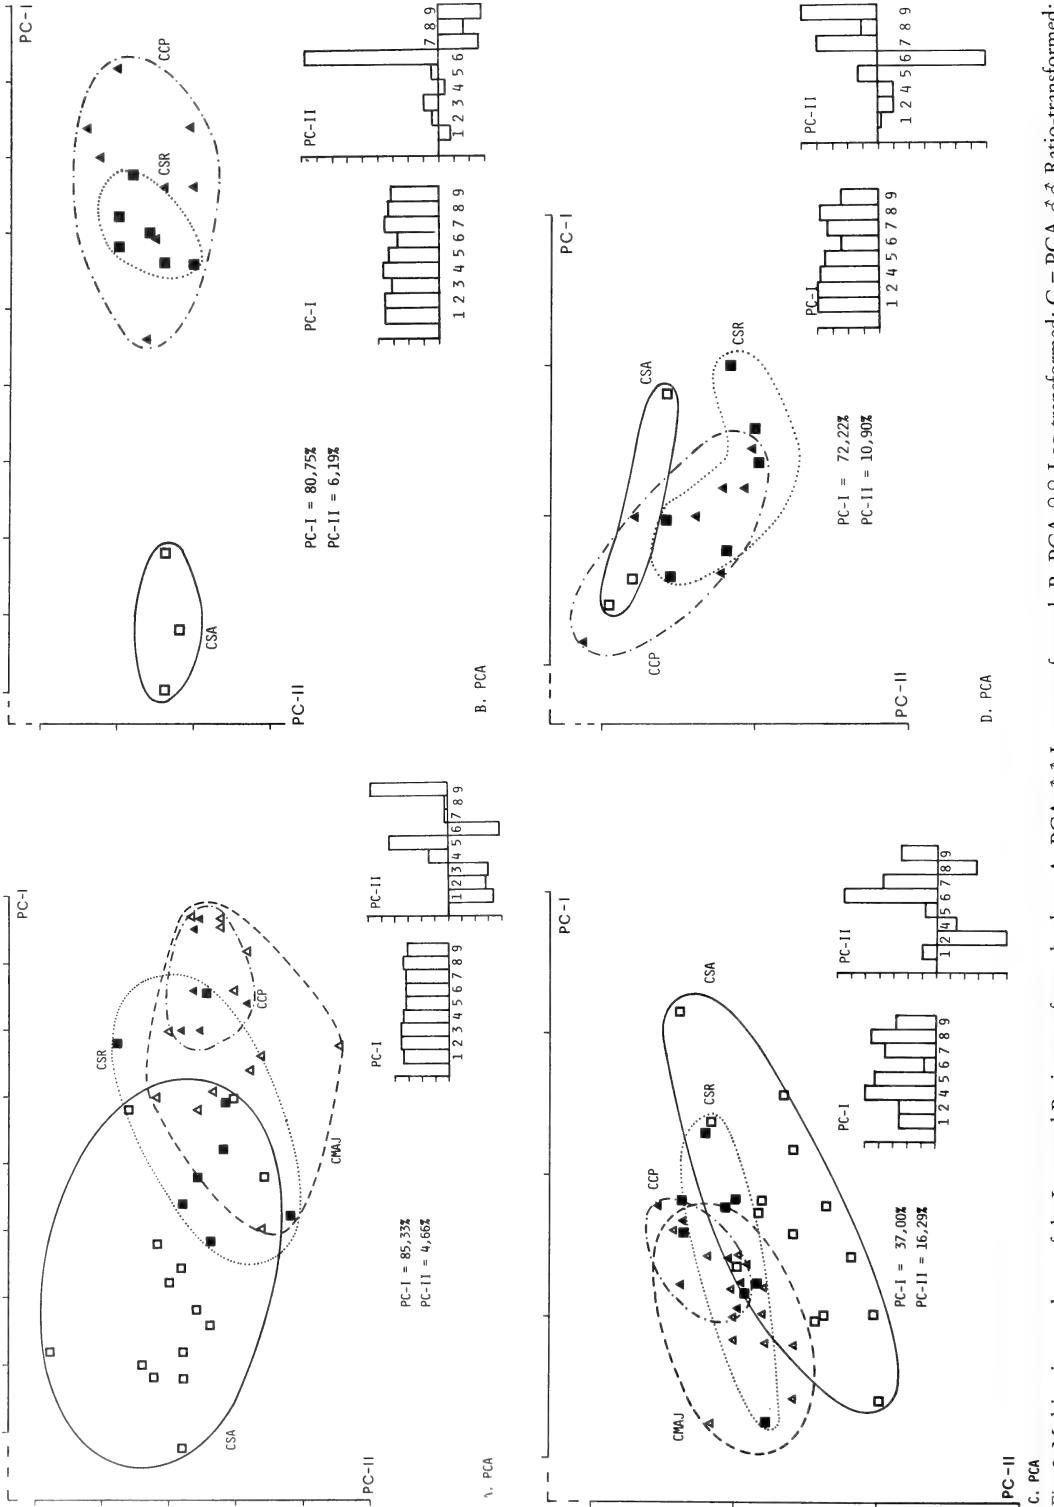 PC-I
PC-II
CSA
CSR
CCP
CMAJ
PC-I = 85,33%
PC-II = 4,66%
PC-I
1 2 3 4 5 6 7 8 9
PC-II
1 2 3 4 5 6 7 8 9
PCA
PC-I
PC-II
CSA
CSR
CCP
PC-I = 80,75%
PC-II = 6,19%
PC-I
1 2 3 4 5 6 7 8 9
PC-II
1 2 3 4 5 6 7 8 9
B. PCA
PC-I
PC-II
CMAJ
CCP
CSR
CSA
PC-I = 37,00%
PC-II = 16,29%
PC-I
1 2 4 5 6 7 8 9
PC-II
1 2 4 5 6 7 8 9
C. PCA
PC-I
PC-II
CCP
CSA
CSR
PC-I = 72,22%
PC-II = 10,90%
PC-I
1 2 4 5 6 7 8 9
PC-II
1 2 4 5 6 7 8 9
D. PCA
PCA ♂♂ Ratio-transformed;